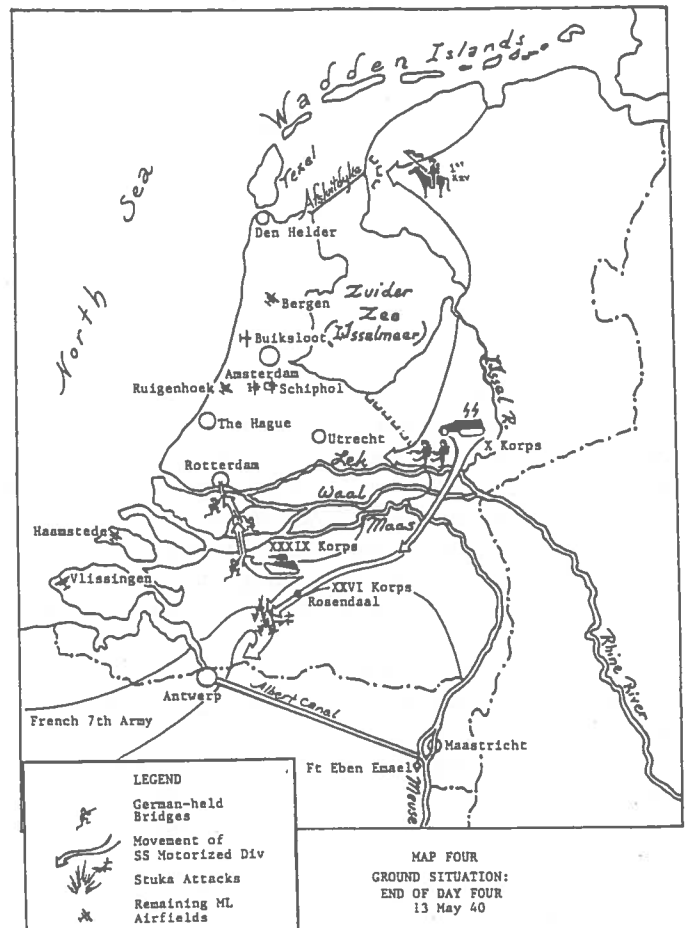 Wadden Islands
Texel
Afsluitdyke
1st
KAV
Den Helder
North Sea
Bergen
Zuider
Zee
(IJsselmeer)
Buiksloot
Amsterdam
Ruigenhoek
Schiphol
IJssel R.
The Hague
Utrecht
X Korps
Lek
Rotterdam
Waal
Maas
Haamstede
XXXIX Korps
Vlissingen
XXVI Korps
Rosendaal
Rhine River
Antwerp
Albert Canal
French 7th Army
Maastricht
Ft Eben Emael
Meuse
LEGEND
German-held
Bridges
Movement of
SS Motorized Div
Stuka Attacks
Remaining ML
Airfields
MAP FOUR
GROUND SITUATION:
END OF DAY FOUR
13 May 40